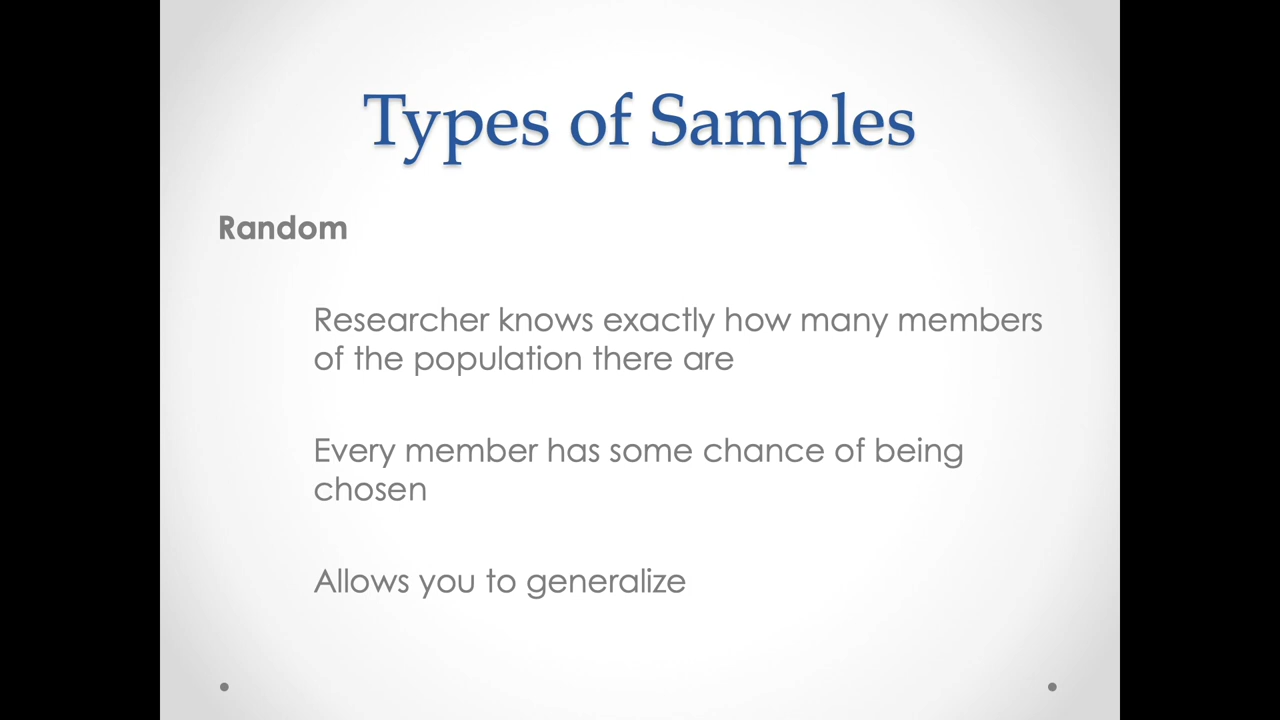 Types of Samples
Random
Researcher knows exactly how many members
of the population there are
Every member has some chance of being
chosen
Allows you to generalize